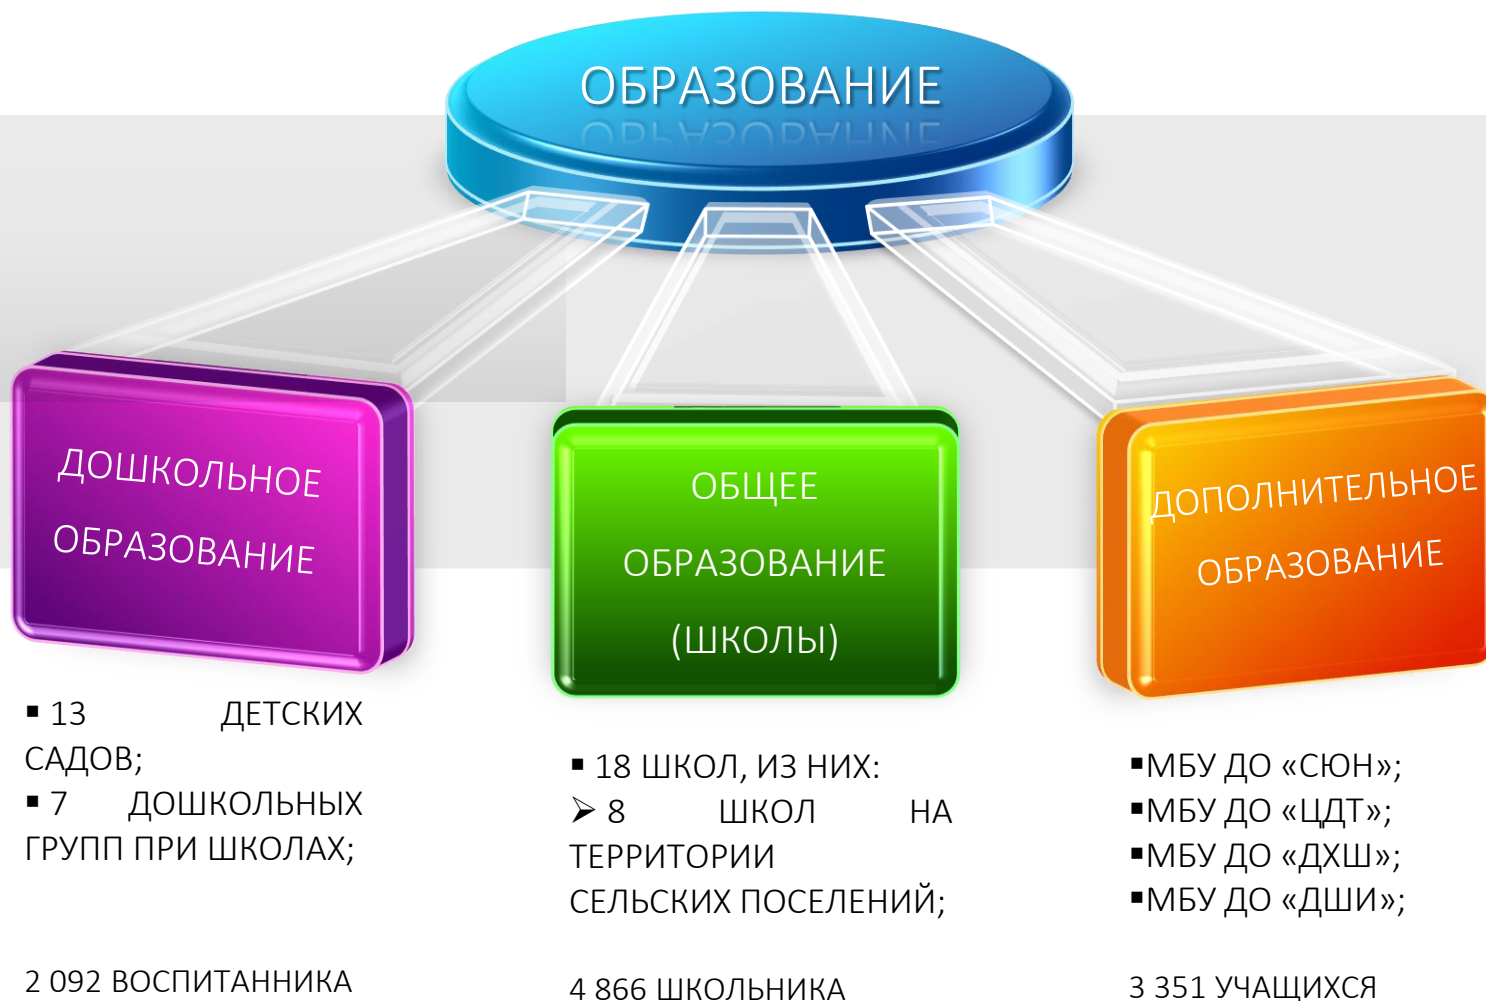 ОБРАЗОВАНИЕ
ДОШКОЛЬНОЕ
ОБРАЗОВАНИЕ
ОБЩЕЕ
ОБРАЗОВАНИЕ
(ШКОЛЫ)
ДОПОЛНИТЕЛЬНОЕ
ОБРАЗОВАНИЕ
▪ 13 ДЕТСКИХ
САДОВ;
▪ 7 ДОШКОЛЬНЫХ
ГРУПП ПРИ ШКОЛАХ;
2 092 ВОСПИТАННИКА
▪ 18 ШКОЛ, ИЗ НИХ:
➢ 8 ШКОЛ НА
ТЕРРИТОРИИ
СЕЛЬСКИХ ПОСЕЛЕНИЙ;
4 866 ШКОЛЬНИКА
▪МБУ ДО «СЮН»;
▪МБУ ДО «ЦДТ»;
▪МБУ ДО «ДХШ»;
▪МБУ ДО «ДШИ»;
3 351 УЧАЩИХСЯ